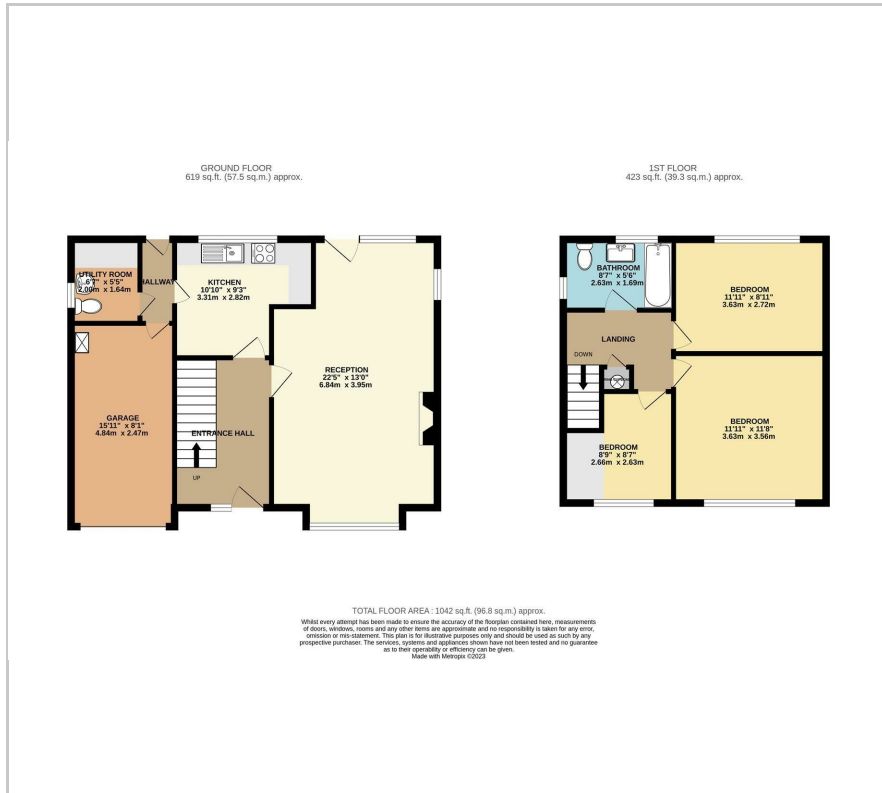 GROUND FLOOR
619 sq.ft. (57.5 sq.m.) approx.
UTILITY ROOM
6'7" x 5'5"
2.00m x 1.64m
HALLWAY
KITCHEN
10'10" x 9'3"
3.31m x 2.82m
RECEPTION
22'5" x 13'0"
6.84m x 3.95m
GARAGE
15'11" x 8'1"
4.84m x 2.47m
ENTRANCE HALL
UP
1ST FLOOR
423 sq.ft. (39.3 sq.m.) approx.
BATHROOM
8'7" x 5'6"
2.63m x 1.69m
BEDROOM
11'11" x 8'11"
3.63m x 2.72m
LANDING
DOWN
BEDROOM
11'11" x 11'8"
3.63m x 3.56m
BEDROOM
8'9" x 8'7"
2.66m x 2.63m
TOTAL FLOOR AREA : 1042 sq.ft. (96.8 sq.m.) approx.
Whilst every attempt has been made to ensure the accuracy of the floorplan contained here, measurements
of doors, windows, rooms and any other items are approximate and no responsibility is taken for any error,
omission or mis-statement. This plan is for illustrative purposes only and should be used as such by any
prospective purchaser. The services, systems and appliances shown have not been tested and no guarantee
as to their operability or efficiency can be given.
Made with Metropix ©2023